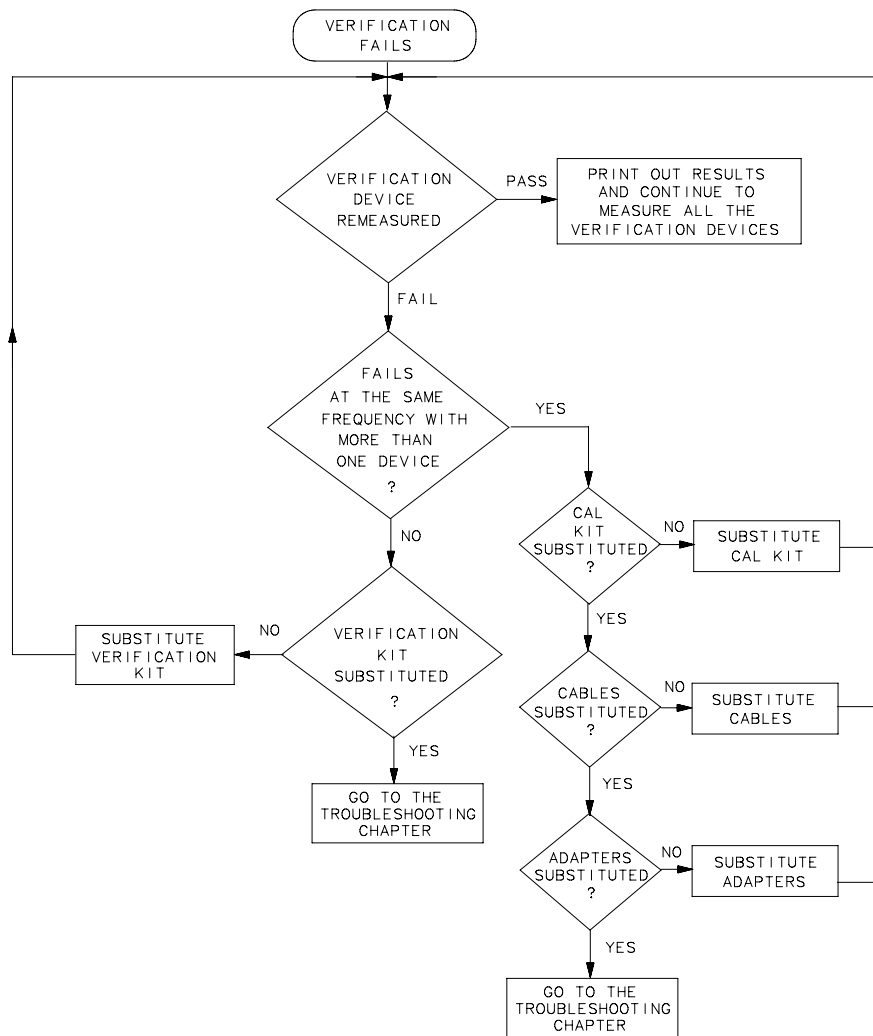 VERIFICATION
FAILS
VERIFICATION
DEVICE
REMEASURED
PASS
PRINT OUT RESULTS
AND CONTINUE TO
MEASURE ALL THE
VERIFICATION DEVICES
FAIL
FAILS
AT THE SAME
FREQUENCY WITH
MORE THAN
ONE DEVICE
?
YES
NO
CAL
KIT
SUBSTITUTED
?
NO
SUBSTITUTE
CAL KIT
YES
VERIFICATION
KIT
SUBSTITUTED
?
NO
SUBSTITUTE
VERIFICATION
KIT
YES
GO TO THE
TROUBLESHOOTING
CHAPTER
CABLES
SUBSTITUTED
?
NO
SUBSTITUTE
CABLES
YES
ADAPTERS
SUBSTITUTED
?
NO
SUBSTITUTE
ADAPTERS
YES
GO TO THE
TROUBLESHOOTING
CHAPTER